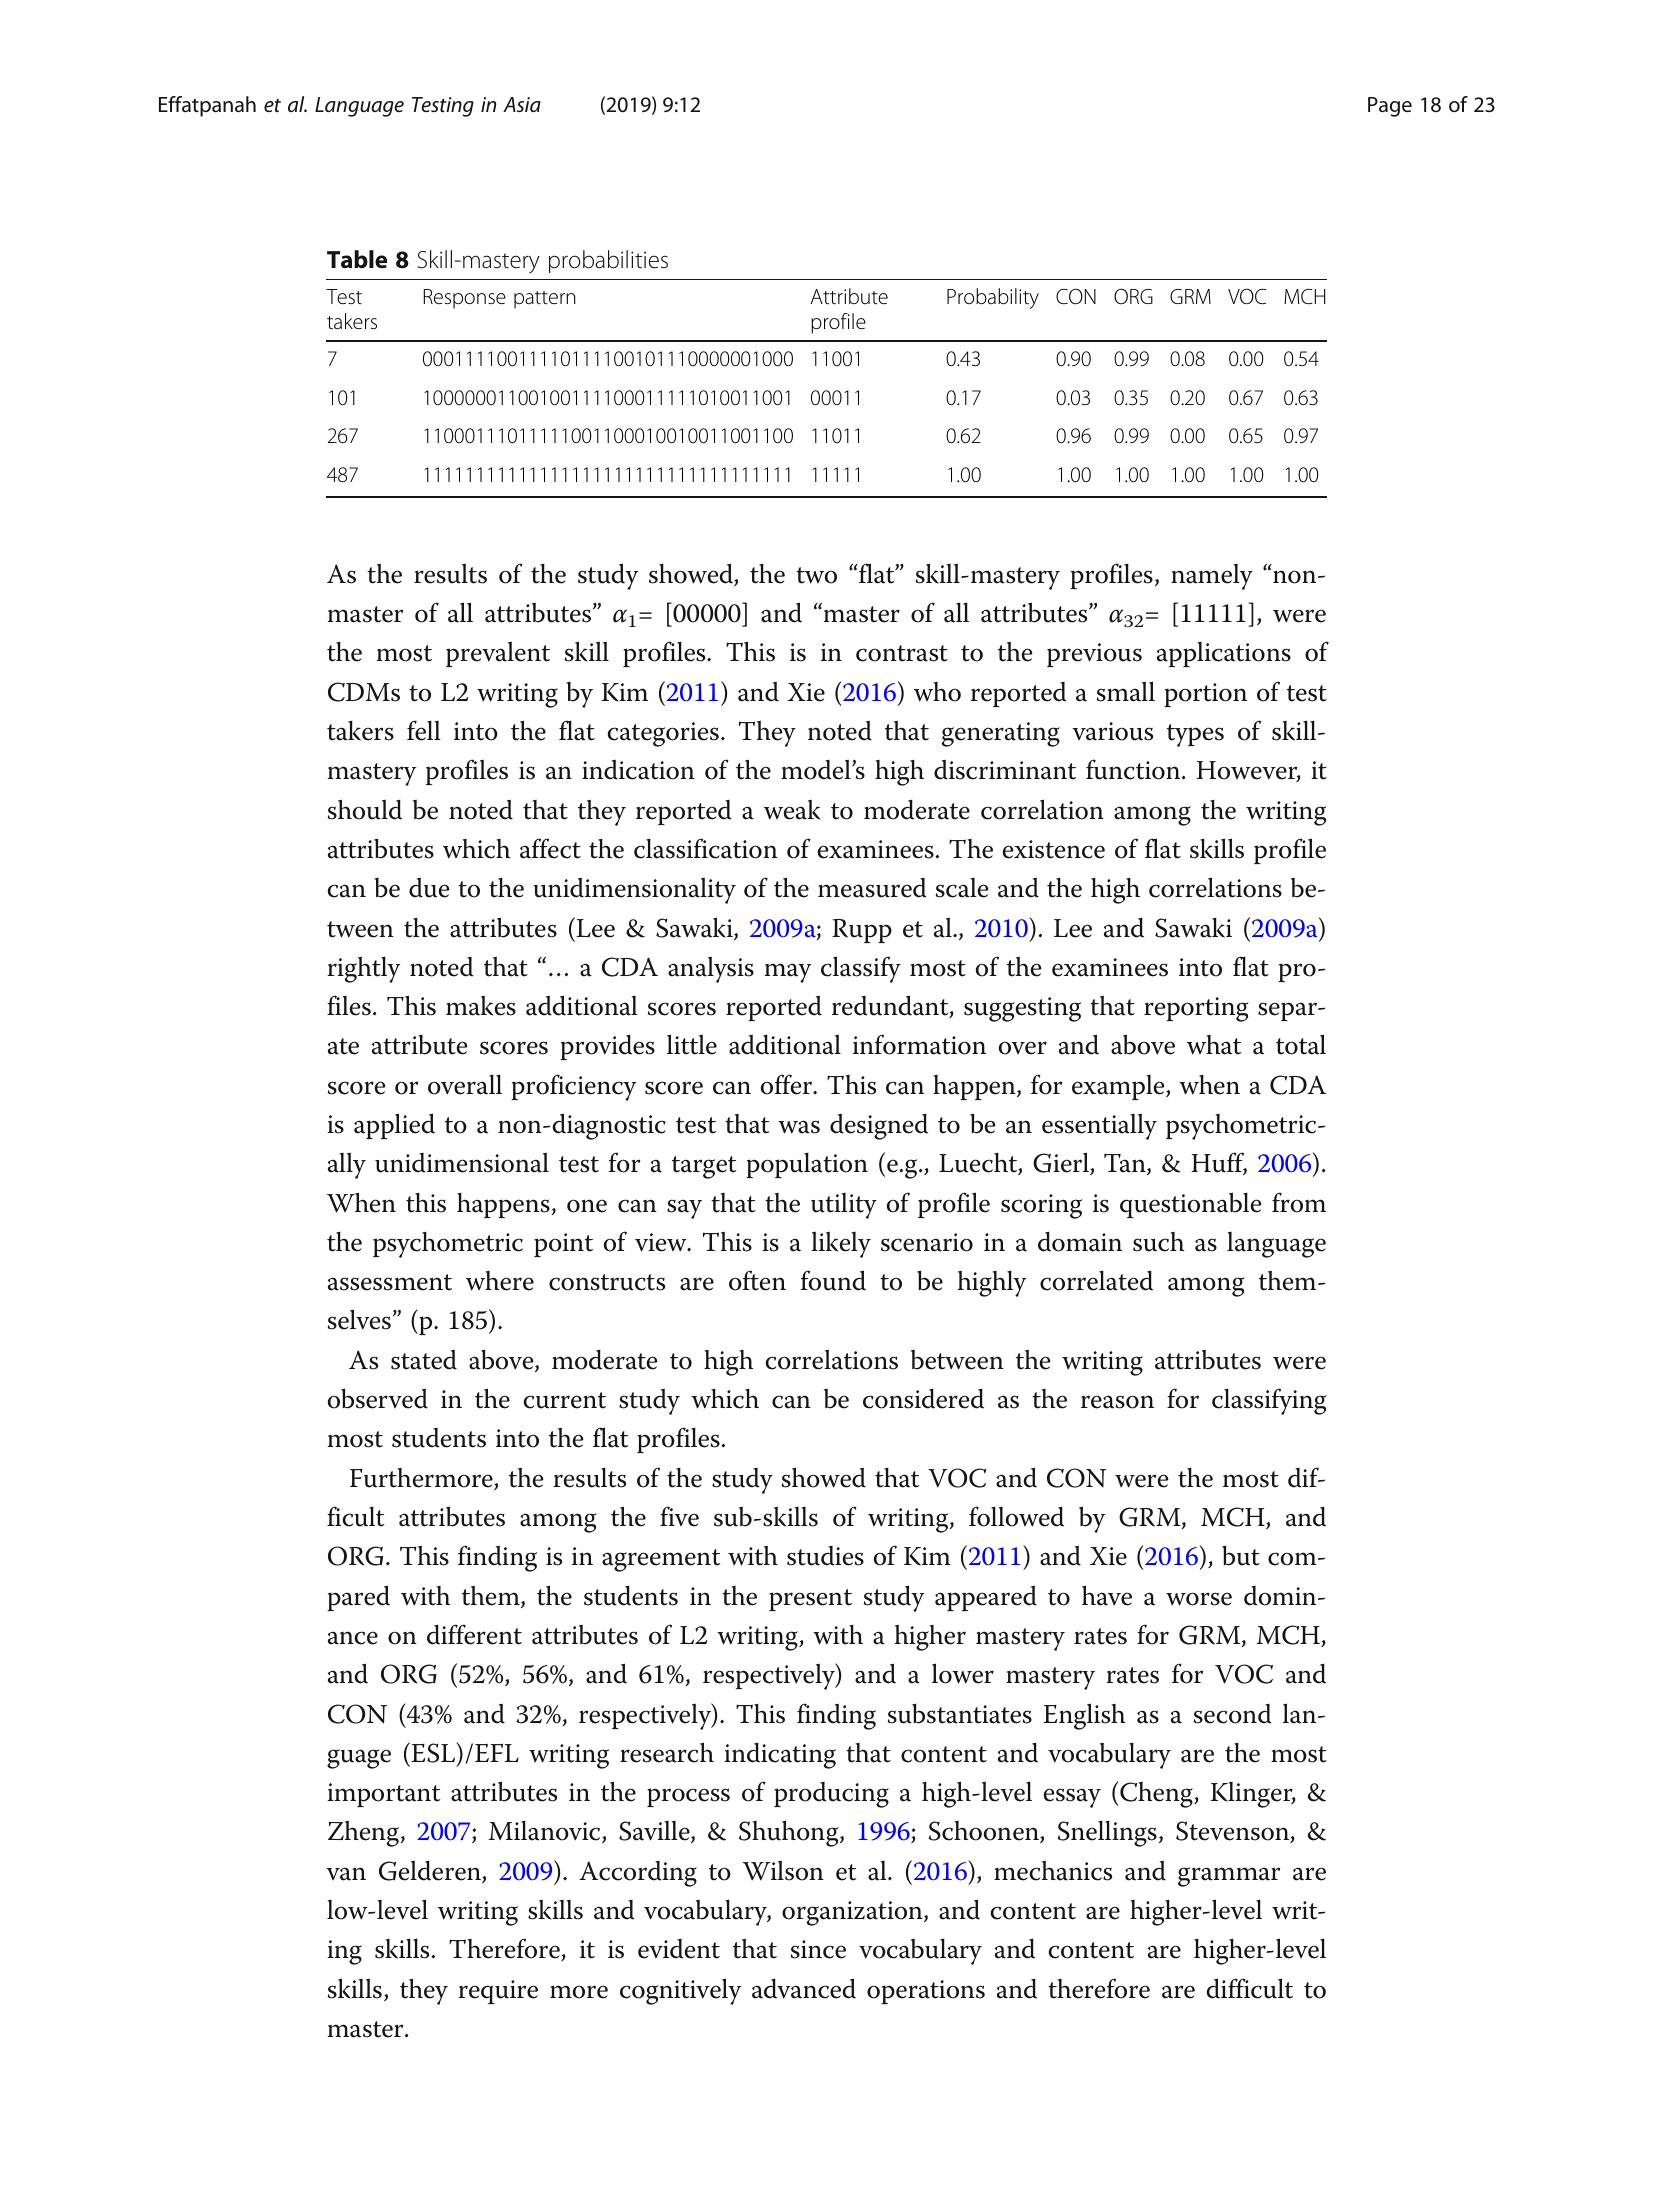 Effatpanah et al. Language Testing in Asia (2019) 9:12 Page 18 of 23
Table 8 Skill-mastery probabilities
Test takers Response pattern Attribute profile Probability CON ORG GRM VOC MCH
7 00011110011110111100101110000001000 11001 0.43 0.90 0.99 0.08 0.00 0.54
101 10000001100100111100011111010011001 00011 0.17 0.03 0.35 0.20 0.67 0.63
267 11000111011111001100010010011001100 11011 0.62 0.96 0.99 0.00 0.65 0.97
487 11111111111111111111111111111111111 11111 1.00 1.00 1.00 1.00 1.00 1.00
As the results of the study showed, the two “flat” skill-mastery profiles, namely “non-
master of all attributes” α1= [00000] and “master of all attributes” α32= [11111], were
the most prevalent skill profiles. This is in contrast to the previous applications of
CDMs to L2 writing by Kim (2011) and Xie (2016) who reported a small portion of test
takers fell into the flat categories. They noted that generating various types of skill-
mastery profiles is an indication of the model’s high discriminant function. However, it
should be noted that they reported a weak to moderate correlation among the writing
attributes which affect the classification of examinees. The existence of flat skills profile
can be due to the unidimensionality of the measured scale and the high correlations be-
tween the attributes (Lee & Sawaki, 2009a; Rupp et al., 2010). Lee and Sawaki (2009a)
rightly noted that “… a CDA analysis may classify most of the examinees into flat pro-
files. This makes additional scores reported redundant, suggesting that reporting separ-
ate attribute scores provides little additional information over and above what a total
score or overall proficiency score can offer. This can happen, for example, when a CDA
is applied to a non-diagnostic test that was designed to be an essentially psychometric-
ally unidimensional test for a target population (e.g., Luecht, Gierl, Tan, & Huff, 2006).
When this happens, one can say that the utility of profile scoring is questionable from
the psychometric point of view. This is a likely scenario in a domain such as language
assessment where constructs are often found to be highly correlated among them-
selves” (p. 185).
As stated above, moderate to high correlations between the writing attributes were
observed in the current study which can be considered as the reason for classifying
most students into the flat profiles.
Furthermore, the results of the study showed that VOC and CON were the most dif-
ficult attributes among the five sub-skills of writing, followed by GRM, MCH, and
ORG. This finding is in agreement with studies of Kim (2011) and Xie (2016), but com-
pared with them, the students in the present study appeared to have a worse domin-
ance on different attributes of L2 writing, with a higher mastery rates for GRM, MCH,
and ORG (52%, 56%, and 61%, respectively) and a lower mastery rates for VOC and
CON (43% and 32%, respectively). This finding substantiates English as a second lan-
guage (ESL)/EFL writing research indicating that content and vocabulary are the most
important attributes in the process of producing a high-level essay (Cheng, Klinger, &
Zheng, 2007; Milanovic, Saville, & Shuhong, 1996; Schoonen, Snellings, Stevenson, &
van Gelderen, 2009). According to Wilson et al. (2016), mechanics and grammar are
low-level writing skills and vocabulary, organization, and content are higher-level writ-
ing skills. Therefore, it is evident that since vocabulary and content are higher-level
skills, they require more cognitively advanced operations and therefore are difficult to
master.